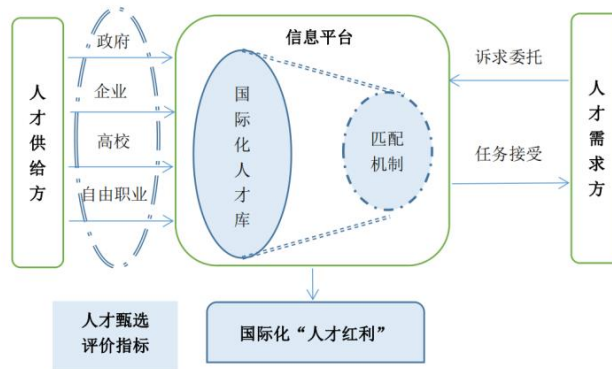 信息平台
政府
企业
高校
自由职业
人才供给方
国际化人才库
匹配
机制
诉求委托
任务接受
人才需求方
人才甄选
评价指标
国际化“人才红利”